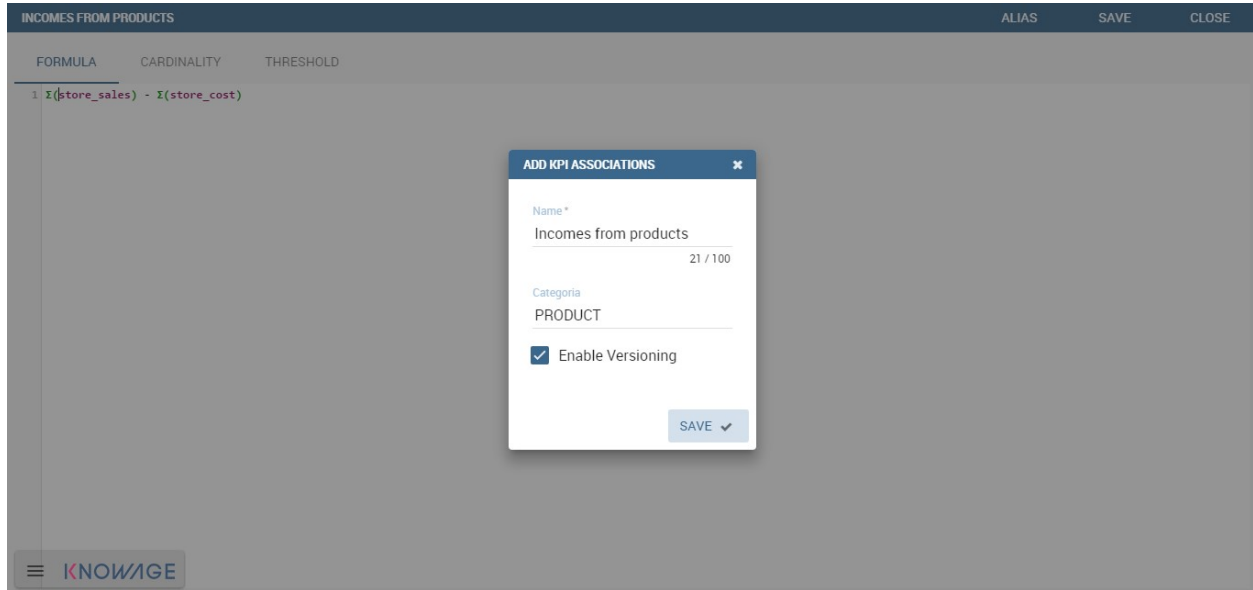 INCOMES FROM PRODUCTS ALIAS SAVE CLOSE
FORMULA CARDINALITY THRESHOLD
1 Σ(store_sales) - Σ(store_cost)
ADD KPI ASSOCIATIONS
Name *
Incomes from products
21 / 100
Categoria
PRODUCT
Enable Versioning
SAVE
KNOWAGE